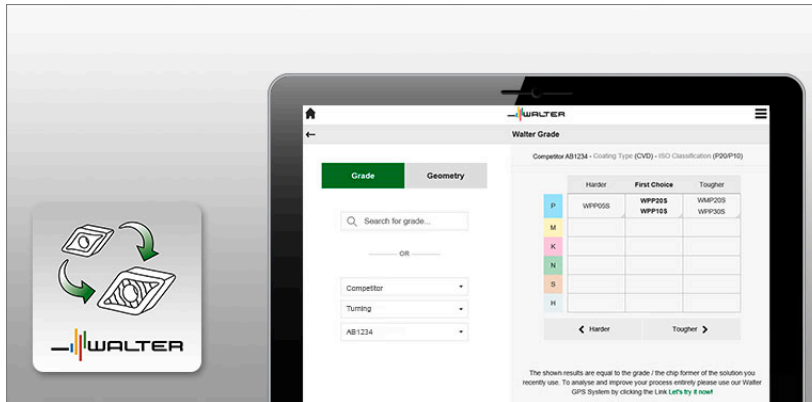 WALTER
WALTER
Walter Grade
Grade Geometry
Search for grade...
OR
Competitor
Turning
AB1234
Competitor AB1234 - Coating Type (CVD) - ISO Classification (P20/P10)
Harder First Choice Tougher
P WPP05S WPP20S WMP20S
WPP10S WPP30S
M
K
N
S
H
Harder Tougher
The shown results are equal to the grade / the chip former of the solution you
recently use. To analyse and improve your process entirely please use our Walter
GPS System by clicking the Link Let's try it now!